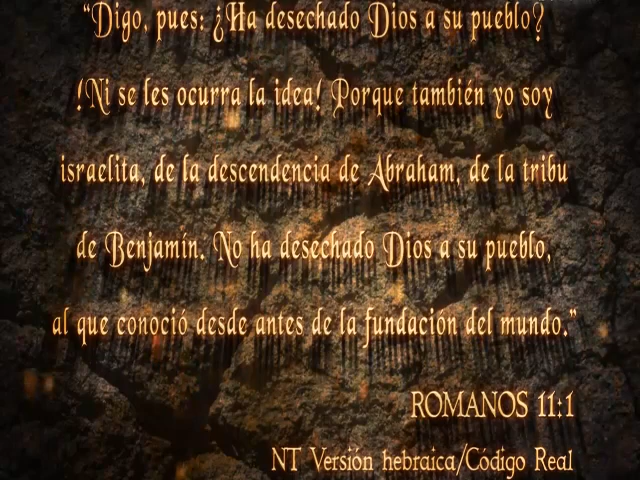 “Digo, pues: ¿Ha desechado Dios a su pueblo?
!Ni se les ocurra la idea! Porque también yo soy
israelita, de la descendencia de Abraham, de la tribu
de Benjamín. No ha desechado Dios a su pueblo,
al que conoció desde antes de la fundación del mundo.”
ROMANOS 11:1
NT Versión hebraica/Código Real